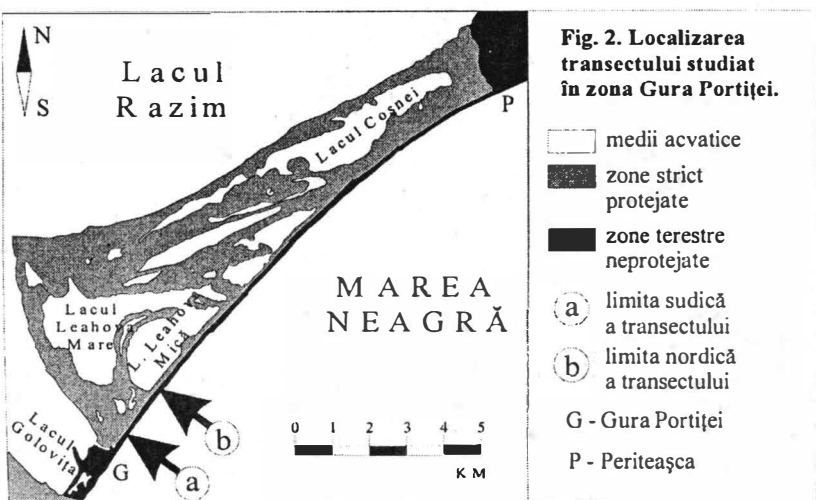 N
S
Lacul
Razim
Lacul Coșnei
P
MAREA
NEAGRĂ
Lacul
Leahova
Mare
L. Leahova
Mică
Lacul
Golovița
G
a
b
0 1 2 3 4 5
KM
Fig. 2. Localizarea
transectului studiat
în zona Gura Portiței.
medii acvatice
zone strict
protejate
zone terestre
neprotejate
a limita sudică
a transectului
b limita nordică
a transectului
G - Gura Portiței
P - Periteașca